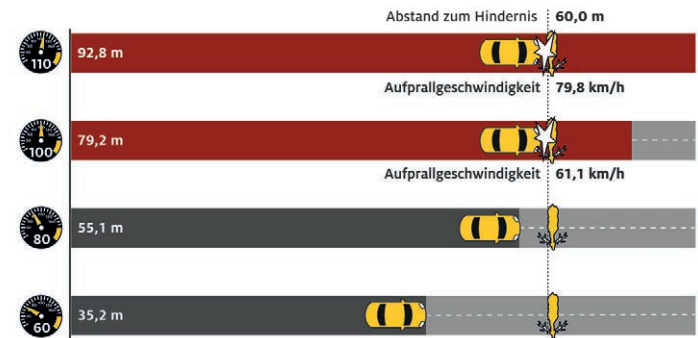 Abstand zum Hindernis 60,0 m
110 92,8 m
Aufprallgeschwindigkeit 79,8 km/h
100 79,2 m
Aufprallgeschwindigkeit 61,1 km/h
80 55,1 m
60 35,2 m